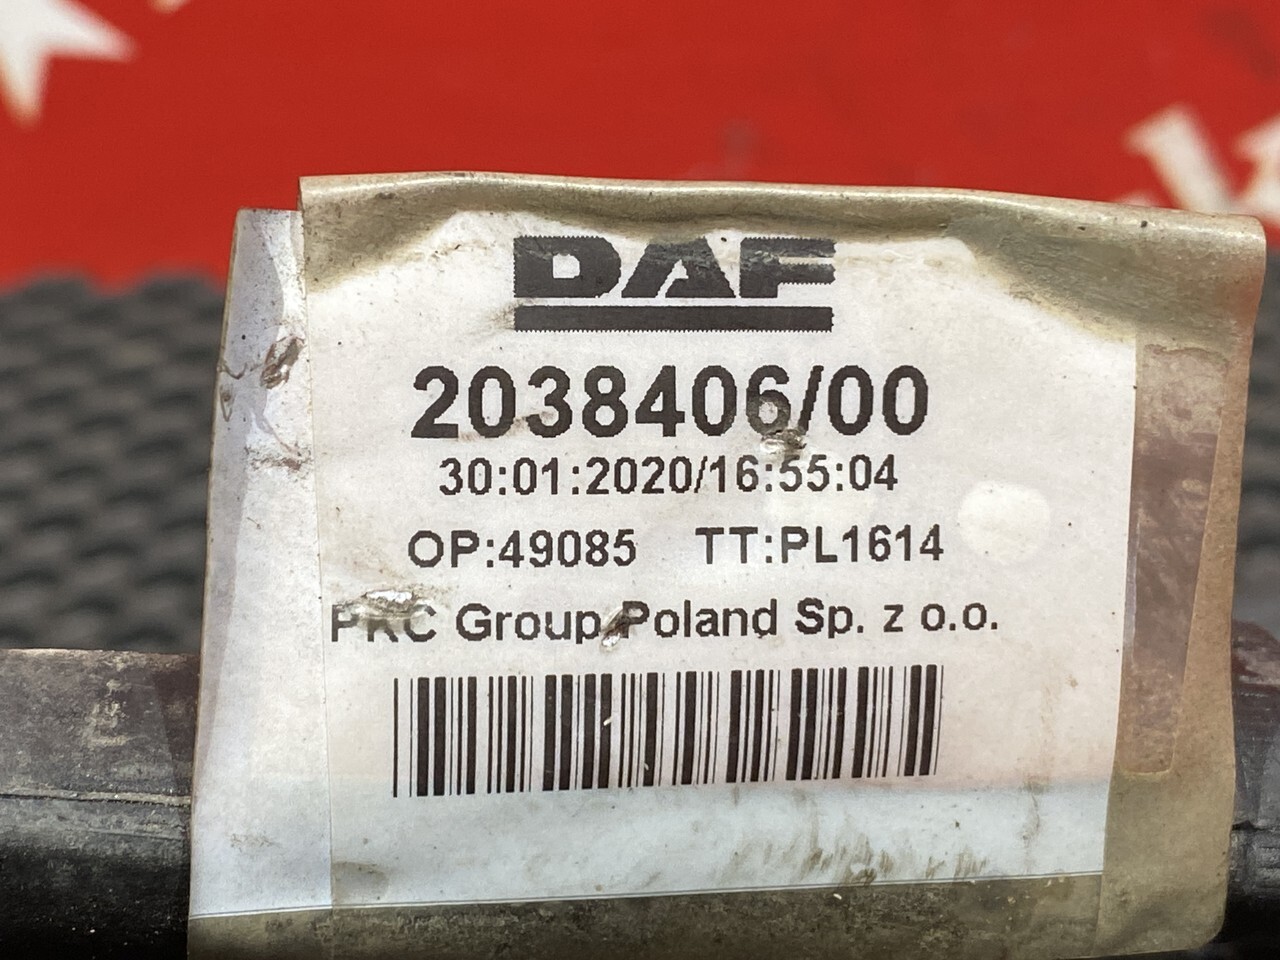 DAF
2038406/00
30:01:2020/16:55:04
OP:49085 TT:PL1614
PKC Group Poland Sp. z o.o.